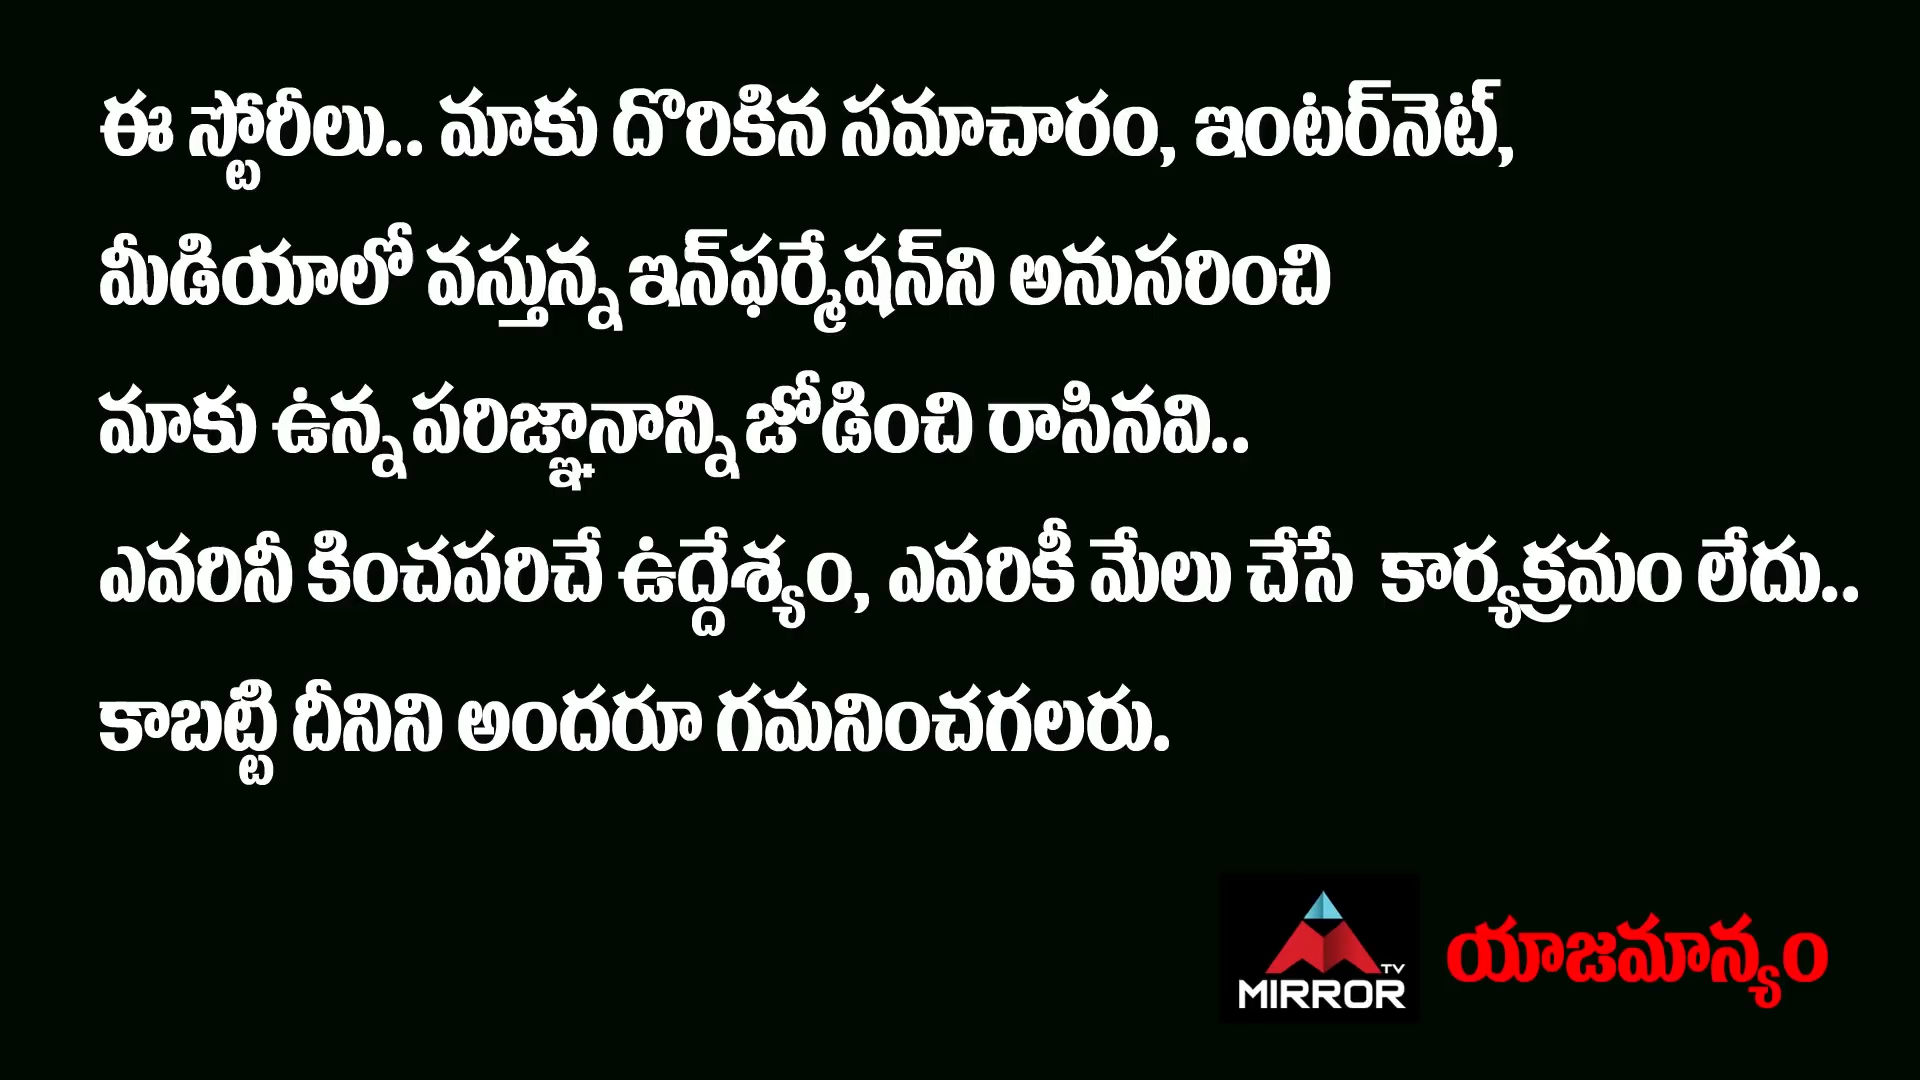 ఈ స్టోరీలు.. మాకు దొరికిన సమాచారం, ఇంటర్‌నెట్,
మీడియాలో వస్తున్న ఇన్‌ఫర్మేషన్‌ని అనుసరించి
మాకు ఉన్న పరిజ్ఞానాన్ని జోడించి రాసినవి..
ఎవరినీ కించపరిచే ఉద్దేశ్యం, ఎవరికీ మేలు చేసే కార్యక్రమం లేదు..
కాబట్టి దీనిని అందరూ గమనించగలరు.
TV
MIRROR
యాజమాన్యం